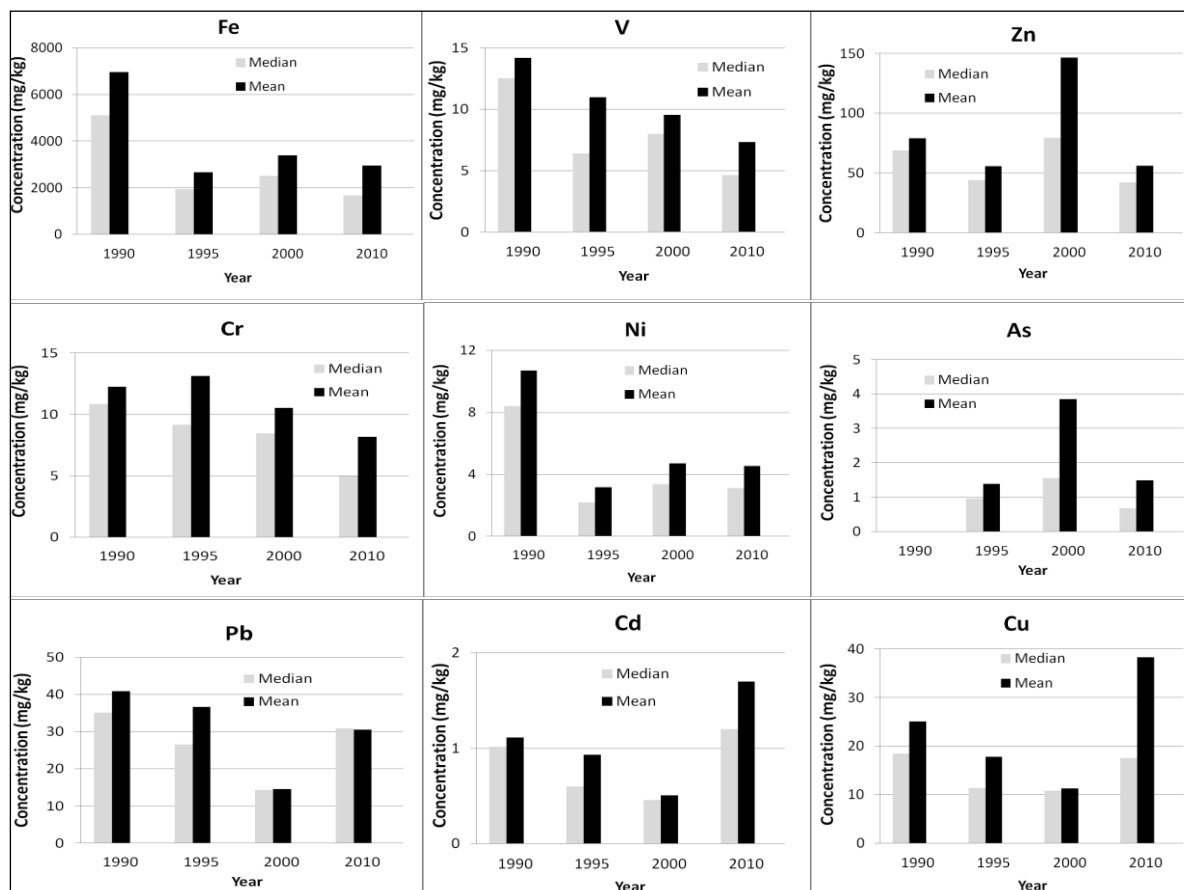 Fe
Concentration (mg/kg)
8000
6000
4000
2000
0
Median
Mean
1990 1995 2000 2010
Year
V
Concentration (mg/kg)
15
10
5
0
Median
Mean
1990 1995 2000 2010
Year
Zn
Concentration (mg/kg)
150
100
50
0
Median
Mean
1990 1995 2000 2010
Year
Cr
Concentration (mg/kg)
15
10
5
0
Median
Mean
1990 1995 2000 2010
Year
Ni
Concentration (mg/kg)
12
8
4
0
Median
Mean
1990 1995 2000 2010
Year
As
Concentration (mg/kg)
5
4
3
2
1
0
Median
Mean
1990 1995 2000 2010
Year
Pb
Concentration (mg/kg)
50
40
30
20
10
0
Median
Mean
1990 1995 2000 2010
Year
Cd
Concentration (mg/kg)
2
1
0
Median
Mean
1990 1995 2000 2010
Year
Cu
Concentration (mg/kg)
40
30
20
10
0
Median
Mean
1990 1995 2000 2010
Year